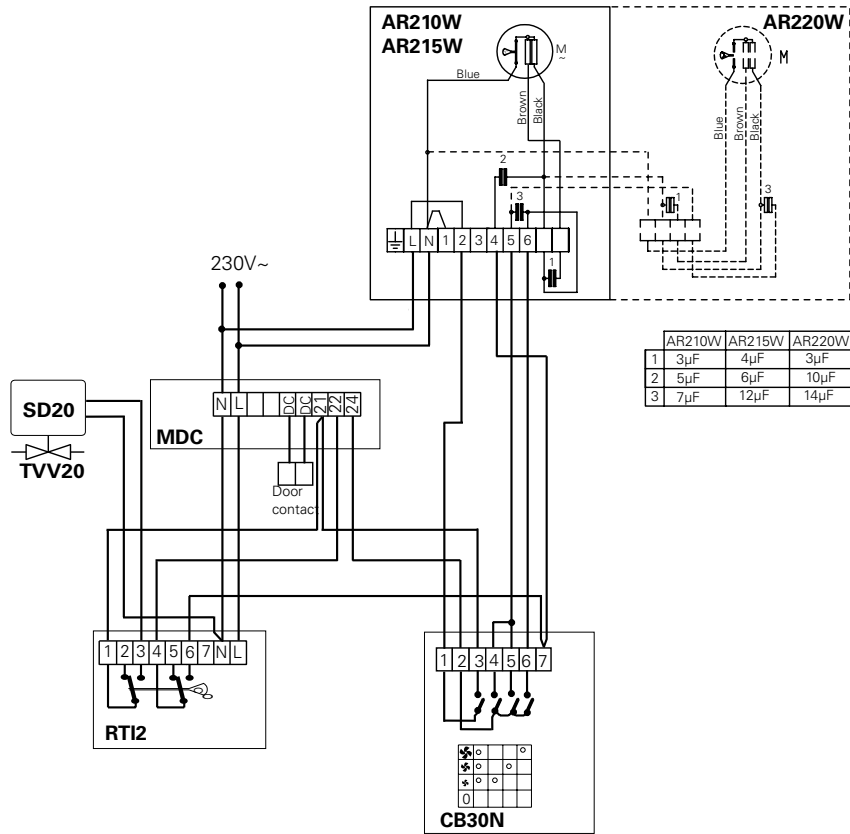 AR210W
AR215W
AR220W
M
~
M
Blue
Brown
Black
Blue
Brown
Black
2
3
1
3
L N 1 2 3 4 5 6
1
230V~
AR210W AR215W AR220W
1 3µF 4µF 3µF
2 5µF 6µF 10µF
3 7µF 12µF 14µF
SD20
TVV20
N L DC DC 21 22 24
MDC
Door
contact
1 2 3 4 5 6 7 N L
RTI2
1 2 3 4 5 6 7
0
CB30N